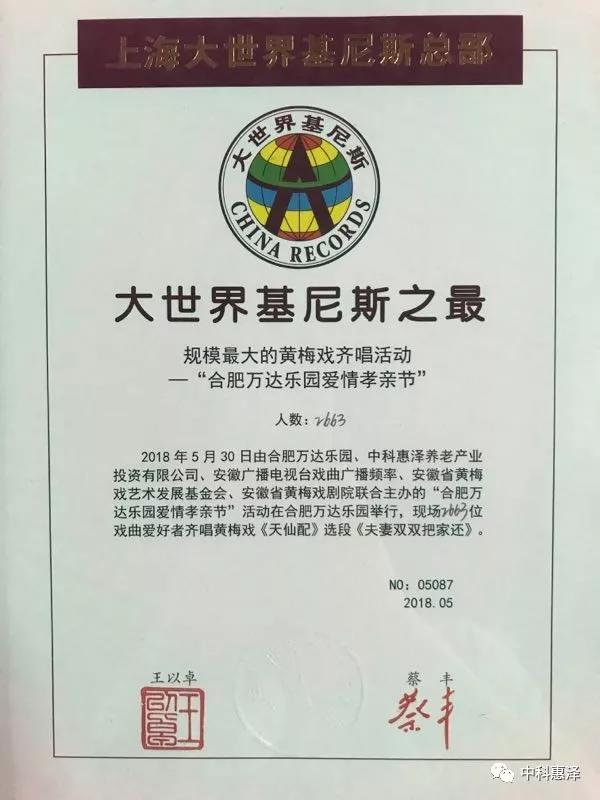 上海大世界基尼斯总部
大世界基尼斯
CHINA RECORDS
大世界基尼斯之最
规模最大的黄梅戏齐唱活动
—“合肥万达乐园爱情孝亲节”
人数：2663
2018年5月30日由合肥万达乐园、中科惠泽养老产业
投资有限公司、安徽广播电视台戏曲广播频率、安徽省黄梅
戏艺术发展基金会、安徽省黄梅戏剧院联合主办的“合肥万
达乐园爱情孝亲节”活动在合肥万达乐园举行，现场2663位
戏曲爱好者齐唱黄梅戏《天仙配》选段《夫妻双双把家还》。
NO：05087
2018.05
王以卓 蔡丰
蔡丰
中科惠泽